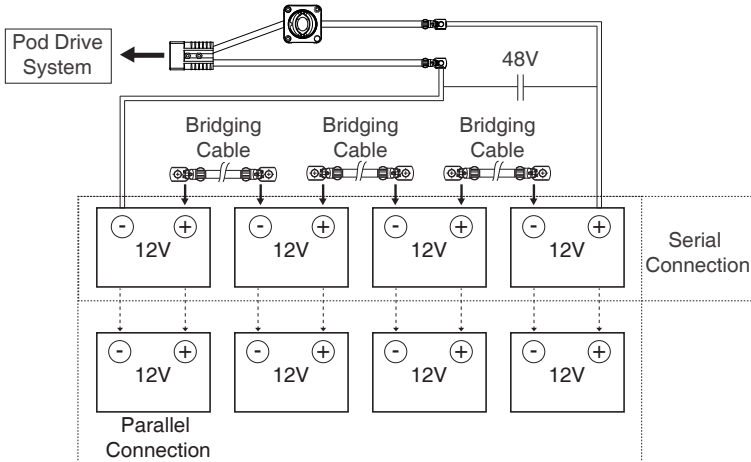 Pod Drive
System
48V
Bridging
Cable
Bridging
Cable
Bridging
Cable
- + - + - + - +
12V 12V 12V 12V
Serial
Connection
- + - + - + - +
12V 12V 12V 12V
Parallel
Connection